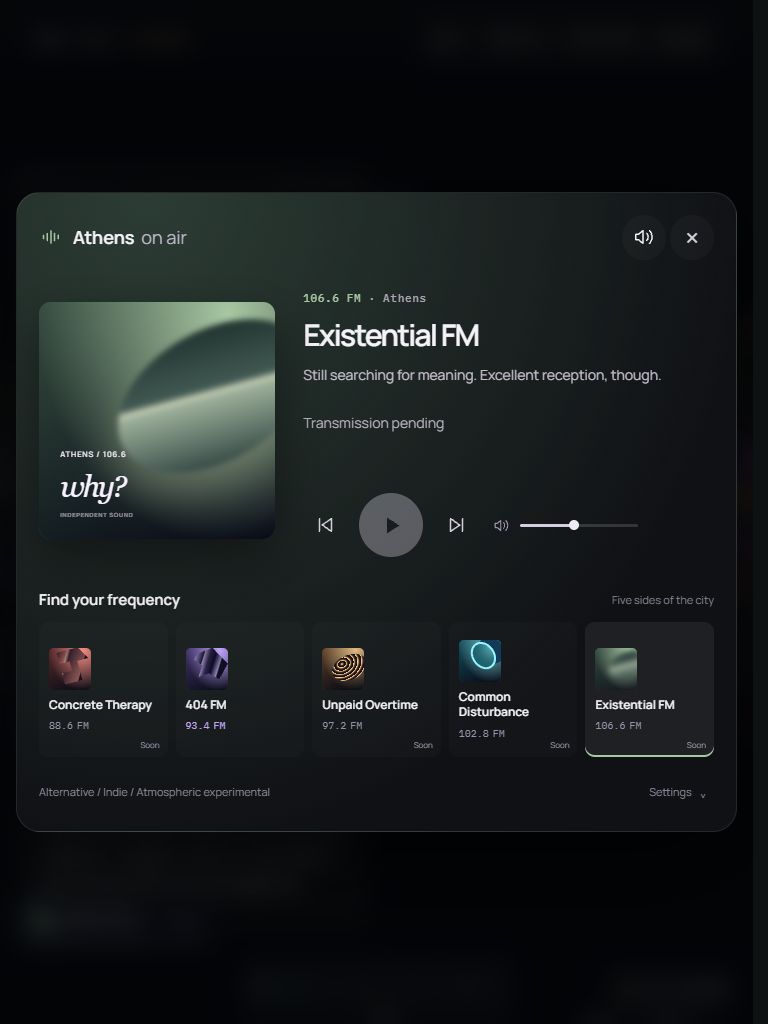 Athens on air
106.6 FM · Athens
Existential FM
Still searching for meaning. Excellent reception, though.
Transmission pending
ATHENS / 106.6
why?
INDEPENDENT SOUND
Find your frequency
Five sides of the city
Concrete Therapy
88.6 FM
Soon
404 FM
93.4 FM
Unpaid Overtime
97.2 FM
Soon
Common
Disturbance
102.8 FM
Soon
Existential FM
106.6 FM
Soon
Alternative / Indie / Atmospheric experimental
Settings